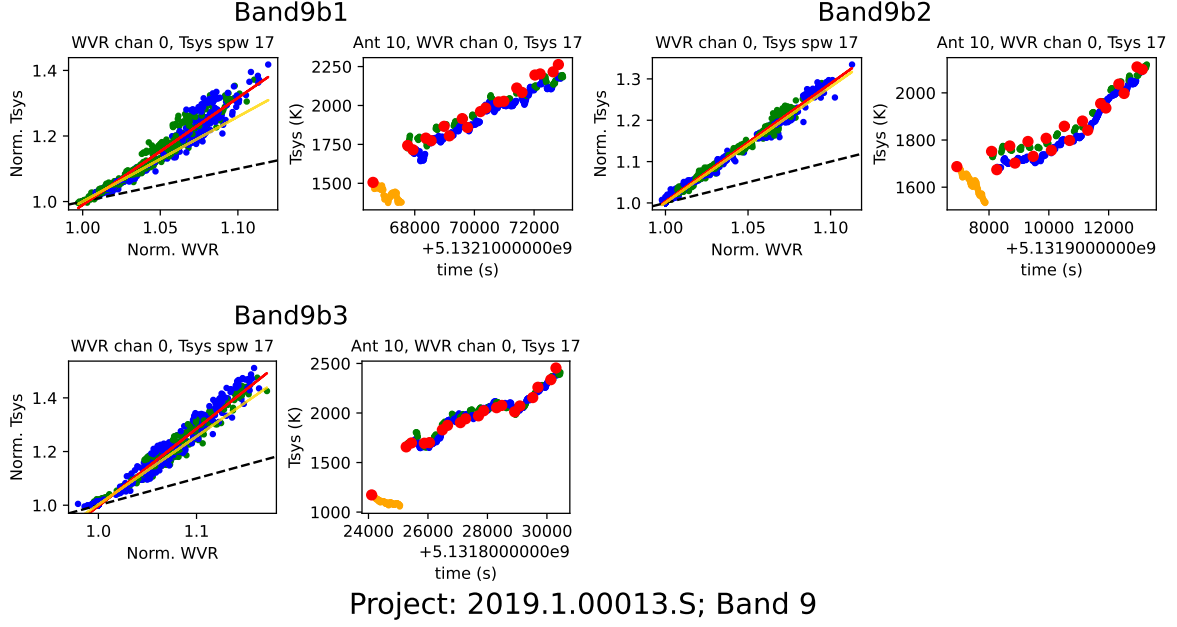 Band9b1
Band9b2
WVR chan 0, Tsys spw 17
Ant 10, WVR chan 0, Tsys 17
WVR chan 0, Tsys spw 17
Ant 10, WVR chan 0, Tsys 17
Norm. Tsys
1.4
1.2
1.0
1.00 1.05 1.10
Norm. WVR
Tsys (K)
2250
2000
1750
1500
68000 70000 72000
+5.1321000000e9
time (s)
Norm. Tsys
1.3
1.2
1.1
1.0
1.00 1.05 1.10
Norm. WVR
Tsys (K)
2000
1800
1600
8000 10000 12000
+5.1319000000e9
time (s)
Band9b3
WVR chan 0, Tsys spw 17
Ant 10, WVR chan 0, Tsys 17
Norm. Tsys
1.4
1.2
1.0
1.0 1.1
Norm. WVR
Tsys (K)
2500
2000
1500
1000
24000 26000 28000 30000
+5.1318000000e9
time (s)
Project: 2019.1.00013.S; Band 9